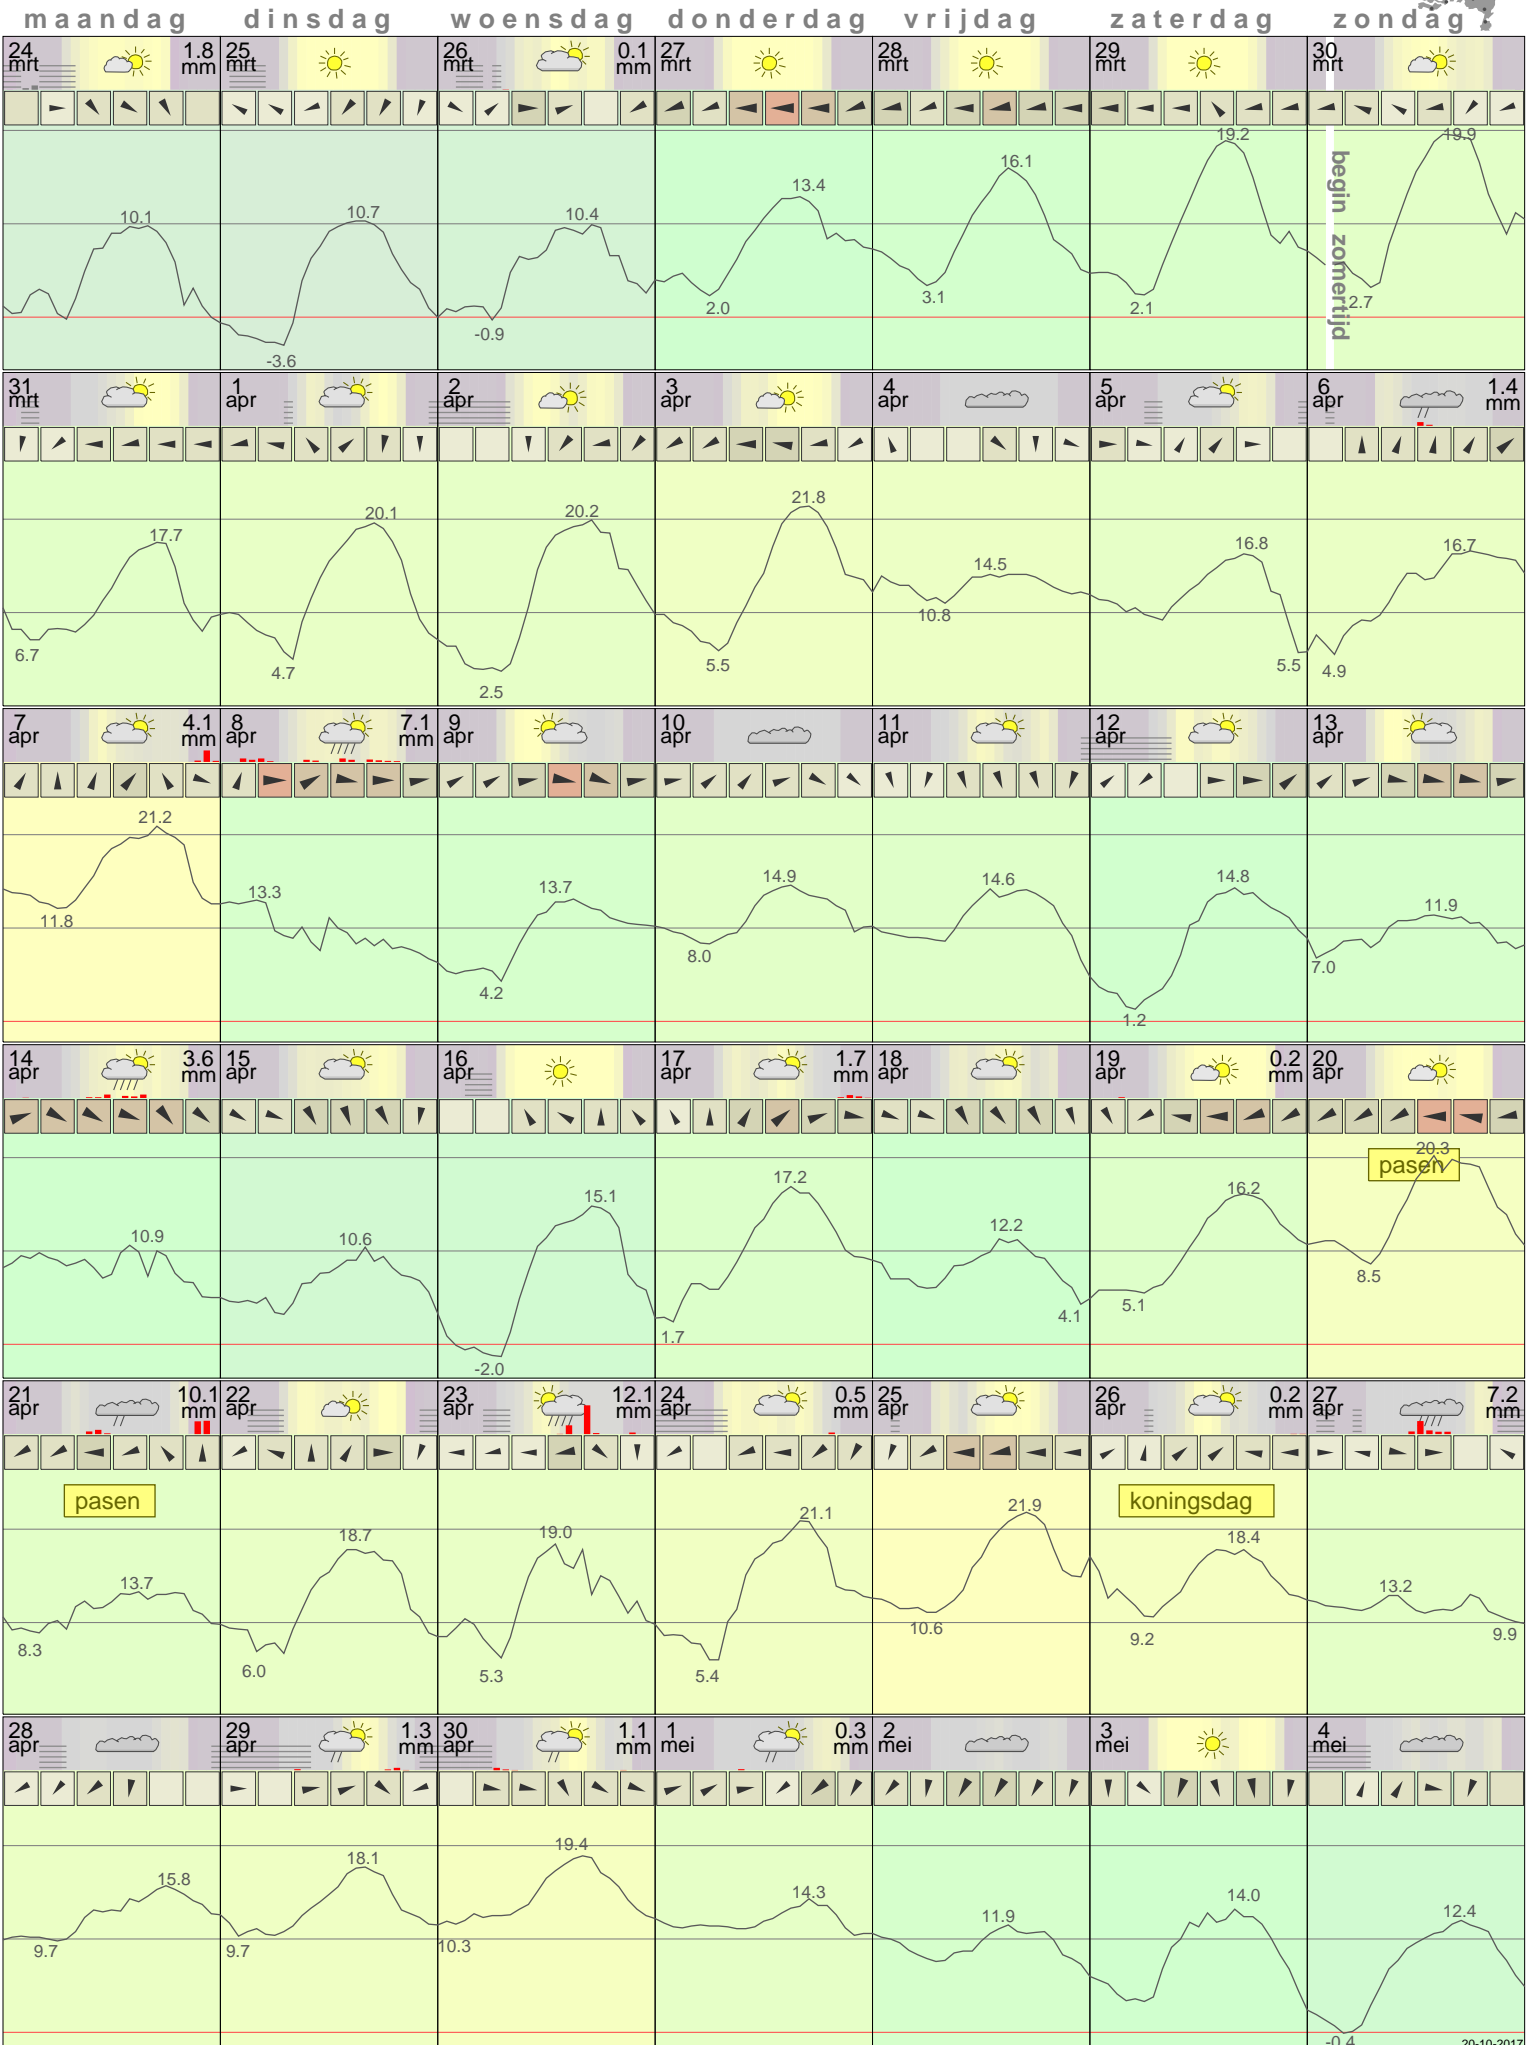 maandag dinsdag woensdag donderdag vrijdag zaterdag zondag
24 mrt 1.8 mm 25 mrt 26 mrt 0.1 mm 27 mrt 28 mrt 29 mrt 30 mrt
10.1 -3.6 10.7 -0.9 10.4 2.0 13.4 3.1 16.1 2.1 19.2 2.7 19.9
begin zomertijd
31 mrt 1 apr 2 apr 3 apr 4 apr 5 apr 6 apr 1.4 mm
6.7 17.7 4.7 20.1 2.5 20.2 5.5 21.8 10.8 14.5 16.8 5.5 4.9 16.7
7 apr 4.1 mm 8 apr 7.1 mm 9 apr 10 apr 11 apr 12 apr 13 apr
11.8 21.2 13.3 4.2 13.7 8.0 14.9 14.6 1.2 14.8 7.0 11.9
14 apr 3.6 mm 15 apr 16 apr 17 apr 1.7 mm 18 apr 19 apr 0.2 mm 20 apr
10.9 10.6 -2.0 15.1 1.7 17.2 12.2 4.1 5.1 16.2 8.5 20.3
pasen
21 apr 10.1 mm 22 apr 23 apr 12.1 mm 24 apr 0.5 mm 25 apr 26 apr 0.2 mm 27 apr 7.2 mm
pasen koningsdag
8.3 13.7 6.0 18.7 5.3 19.0 5.4 21.1 10.6 21.9 9.2 18.4 13.2 9.9
28 apr 29 apr 1.3 mm 30 apr 1.1 mm 1 mei 0.3 mm 2 mei 3 mei 4 mei
9.7 15.8 9.7 18.1 10.3 19.4 14.3 11.9 14.0 -0.4 12.4
20-10-2017